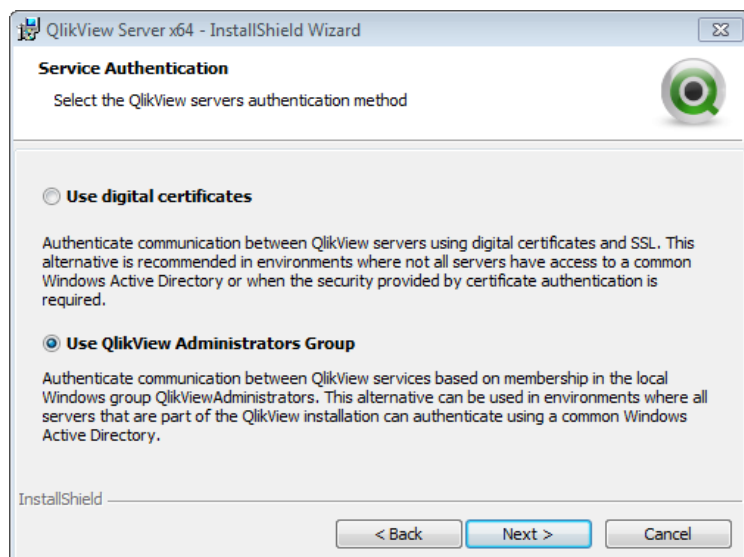 QlikView Server x64 - InstallShield Wizard
Service Authentication
Select the QlikView servers authentication method
Use digital certificates
Authenticate communication between QlikView servers using digital certificates and SSL. This
alternative is recommended in environments where not all servers have access to a common
Windows Active Directory or when the security provided by certificate authentication is
required.
Use QlikView Administrators Group
Authenticate communication between QlikView services based on membership in the local
Windows group QlikViewAdministrators. This alternative can be used in environments where all
servers that are part of the QlikView installation can authenticate using a common Windows
Active Directory.
InstallShield
< Back
Next >
Cancel